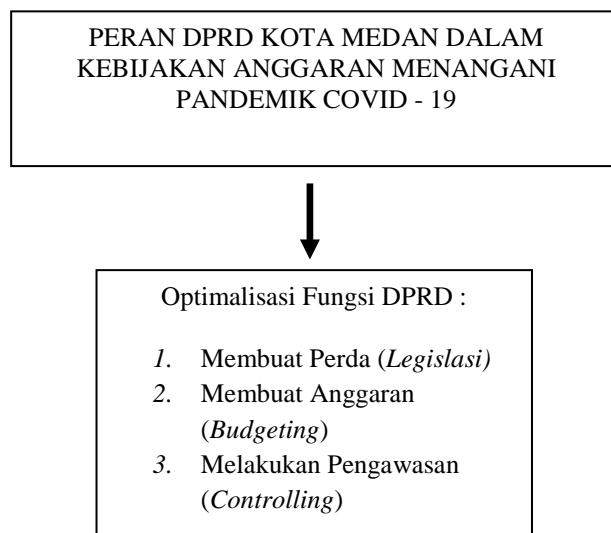 PERAN DPRD KOTA MEDAN DALAM
KEBIJAKAN ANGGARAN MENANGANI
PANDEMIK COVID - 19
Optimalisasi Fungsi DPRD :
1. Membuat Perda (Legislasi)
2. Membuat Anggaran
(Budgeting)
3. Melakukan Pengawasan
(Controlling)